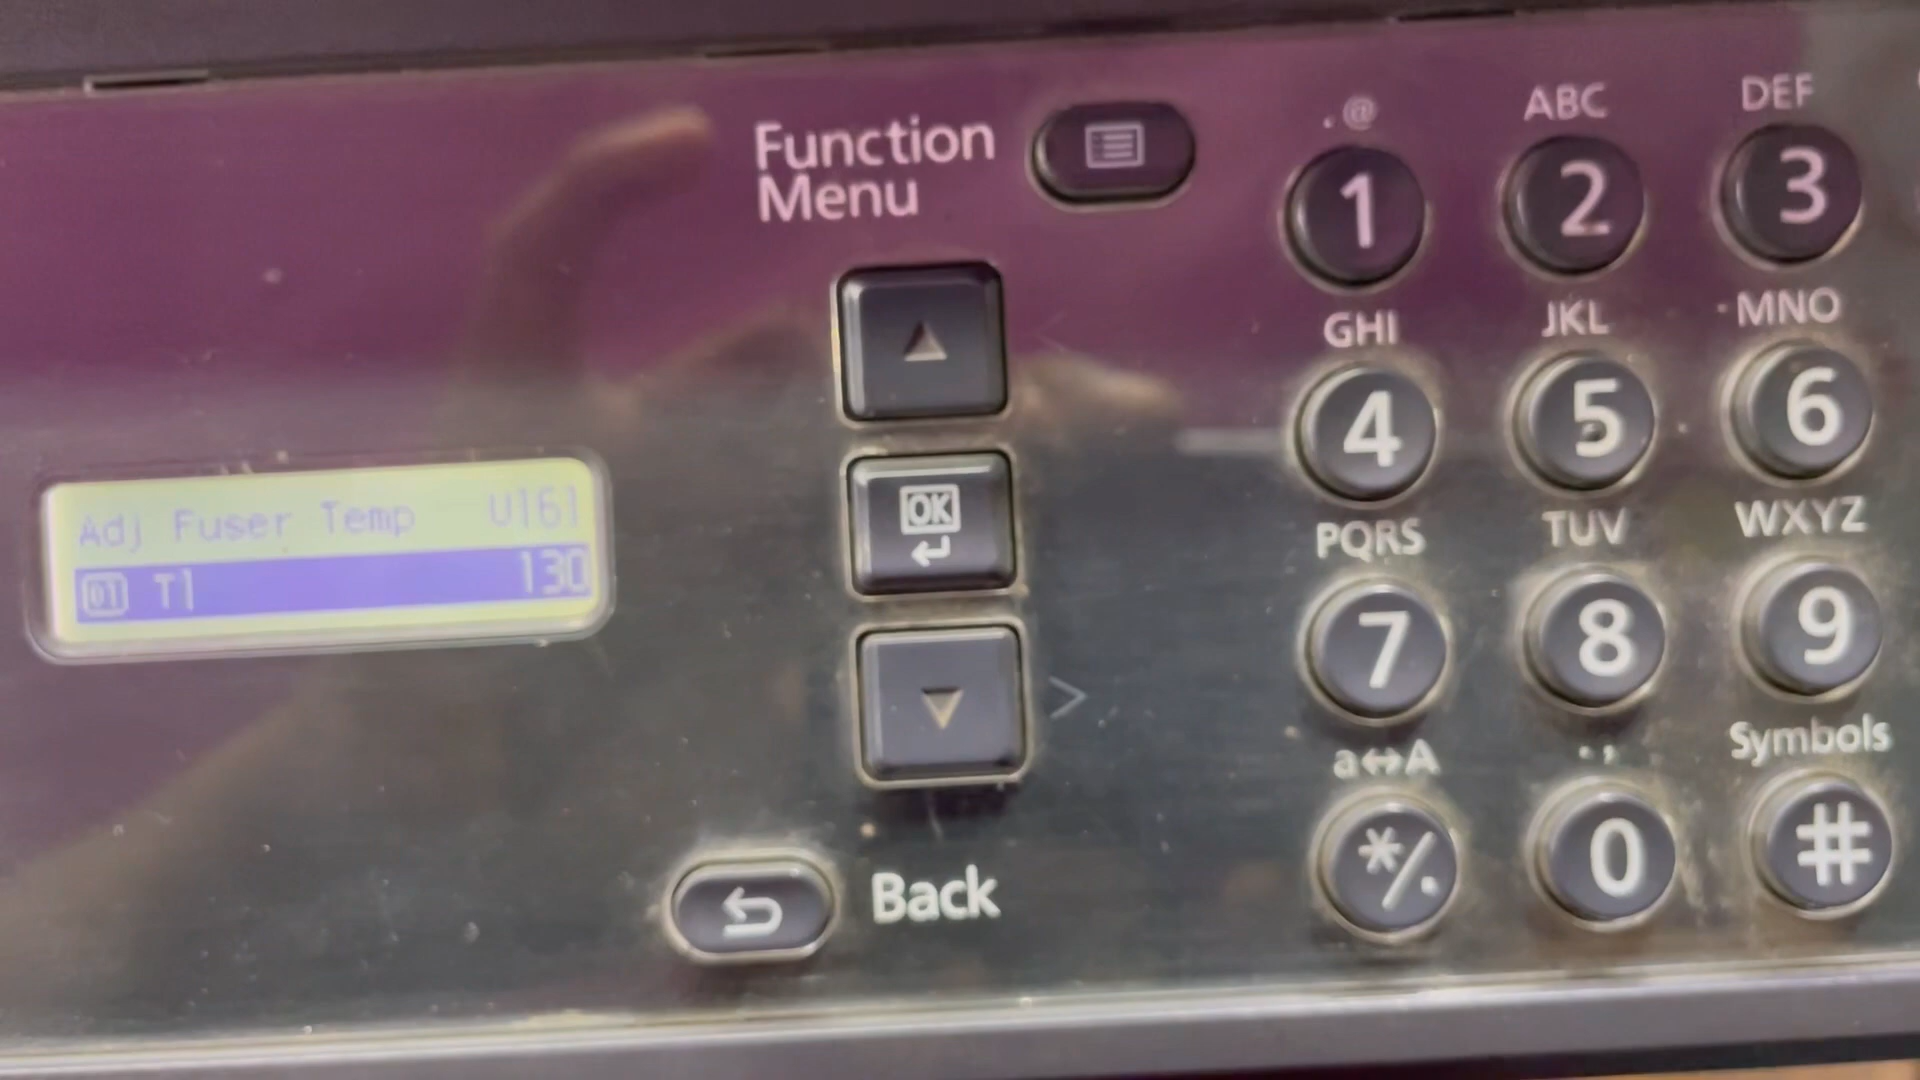 Adj Fuser Temp U161
01 T1 130
Function
Menu
OK
Back
.@ ABC DEF
1 2 3
GHI JKL MNO
4 5 6
PQRS TUV WXYZ
7 8 9
a↔A . , Symbols
*/. 0 #